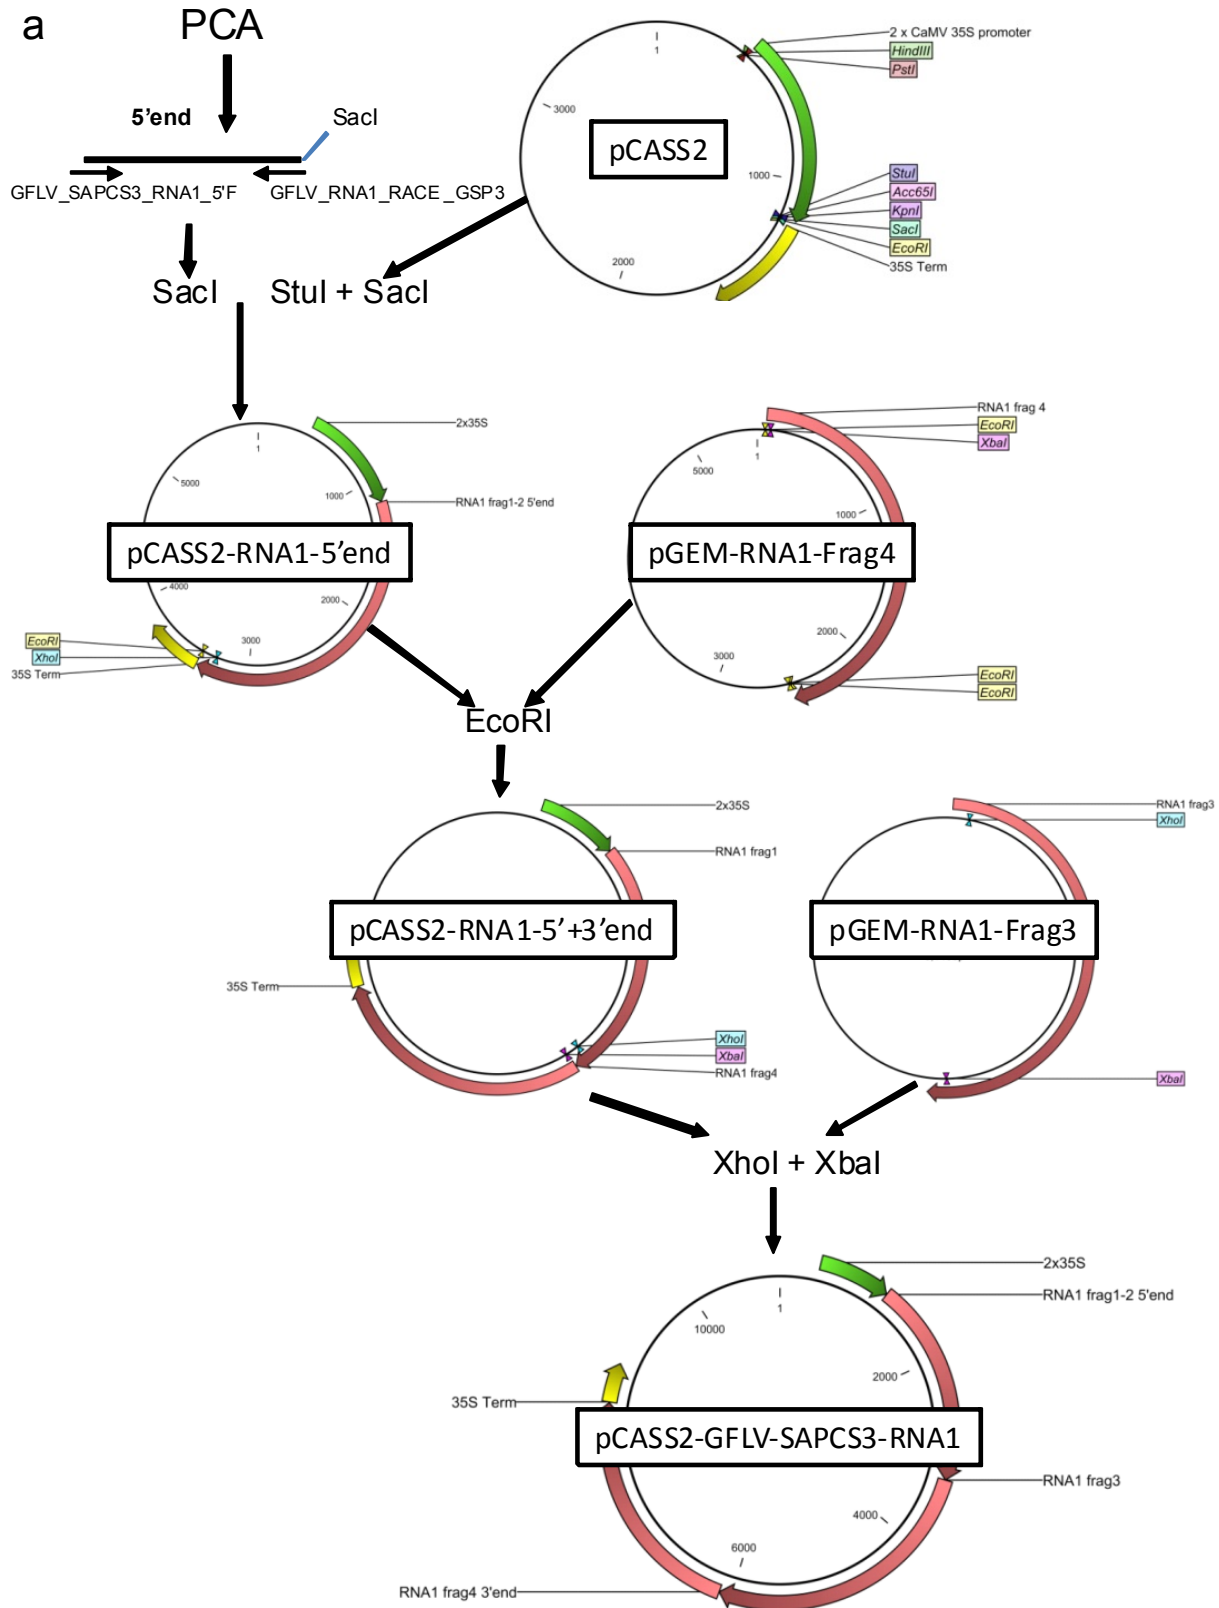 a
PCA
5'end
SacI
GFLV_SAPCS3_RNA1_5'F
GFLV_RNA1_RACE_GSP3
SacI
StuI + SacI
pCASS2
1
1000
2000
3000
2 x CaMV 35S promoter
HindIII
PstI
StuI
Acc65I
KpnI
SacI
EcoRI
35S Term
pCASS2-RNA1-5'end
1
1000
2000
3000
4000
5000
2x35S
RNA1 frag1-2 5'end
EcoRI
XhoI
35S Term
pGEM-RNA1-Frag4
1
1000
2000
3000
5000
RNA1 frag 4
EcoRI
XbaI
EcoRI
EcoRI
EcoRI
pCASS2-RNA1-5'+3'end
2x35S
RNA1 frag1
35S Term
XhoI
XbaI
RNA1 frag4
pGEM-RNA1-Frag3
RNA1 frag3
XhoI
XbaI
XhoI + XbaI
pCASS2-GFLV-SAPCS3-RNA1
1
2000
4000
6000
10000
2x35S
RNA1 frag1-2 5'end
35S Term
RNA1 frag3
RNA1 frag4 3'end